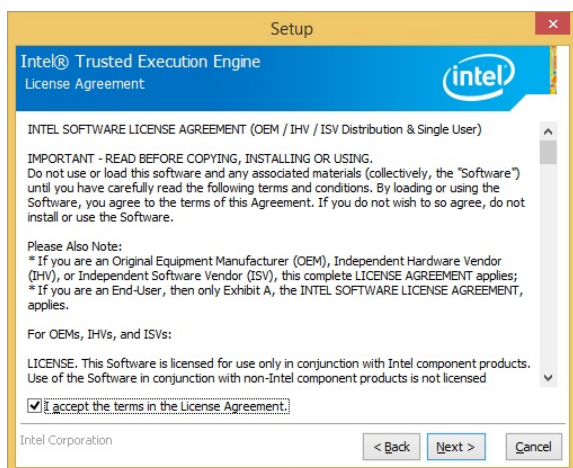 Setup
Intel® Trusted Execution Engine
License Agreement
intel
INTEL SOFTWARE LICENSE AGREEMENT (OEM / IHV / ISV Distribution & Single User)
IMPORTANT - READ BEFORE COPYING, INSTALLING OR USING.
Do not use or load this software and any associated materials (collectively, the "Software")
until you have carefully read the following terms and conditions. By loading or using the
Software, you agree to the terms of this Agreement. If you do not wish to so agree, do not
install or use the Software.
Please Also Note:
* If you are an Original Equipment Manufacturer (OEM), Independent Hardware Vendor
(IHV), or Independent Software Vendor (ISV), this complete LICENSE AGREEMENT applies;
* If you are an End-User, then only Exhibit A, the INTEL SOFTWARE LICENSE AGREEMENT,
applies.
For OEMs, IHVs, and ISVs:
LICENSE. This Software is licensed for use only in conjunction with Intel component products.
Use of the Software in conjunction with non-Intel component products is not licensed
I accept the terms in the License Agreement.
Intel Corporation
< Back
Next >
Cancel